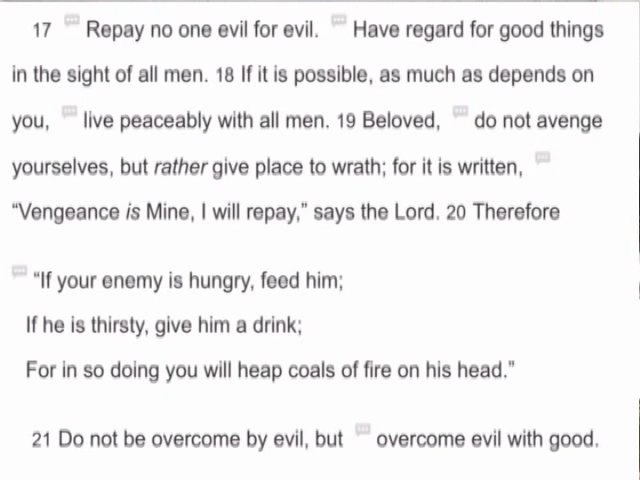 17 Repay no one evil for evil. Have regard for good things
in the sight of all men. 18 If it is possible, as much as depends on
you, live peaceably with all men. 19 Beloved, do not avenge
yourselves, but rather give place to wrath; for it is written,
“Vengeance is Mine, I will repay,” says the Lord. 20 Therefore
“If your enemy is hungry, feed him;
If he is thirsty, give him a drink;
For in so doing you will heap coals of fire on his head.”
21 Do not be overcome by evil, but overcome evil with good.